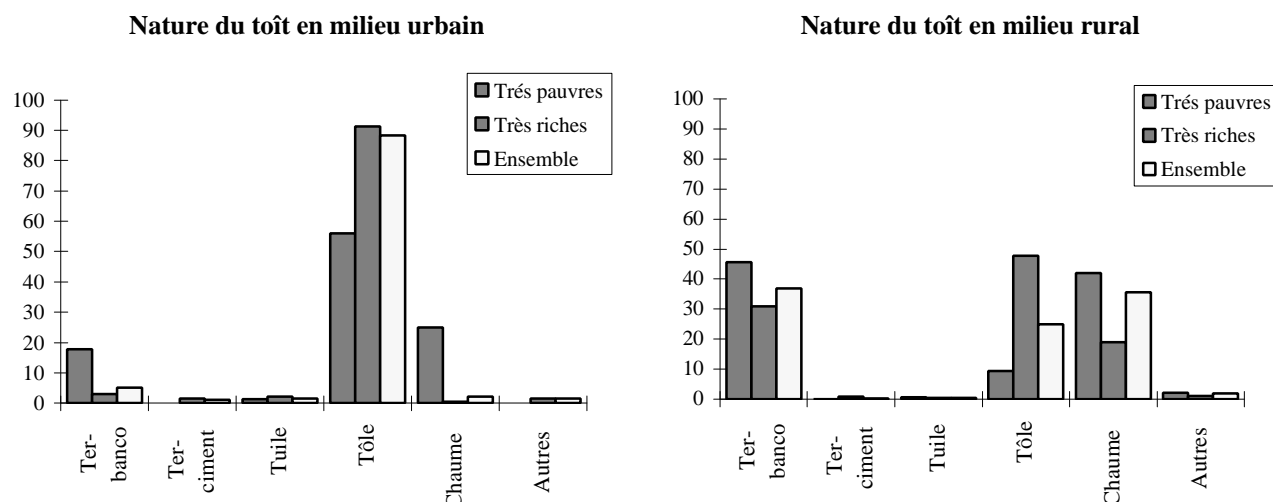 Nature du toît en milieu urbain
Trés pauvres
Très riches
Ensemble
100
90
80
70
60
50
40
30
20
10
0
Ter-
banco
Ter-
ciment
Tuile
Tôle
Chaume
Autres
Nature du toît en milieu rural
Trés pauvres
Très riches
Ensemble
100
90
80
70
60
50
40
30
20
10
0
Ter-
banco
Ter-
ciment
Tuile
Tôle
Chaume
Autres